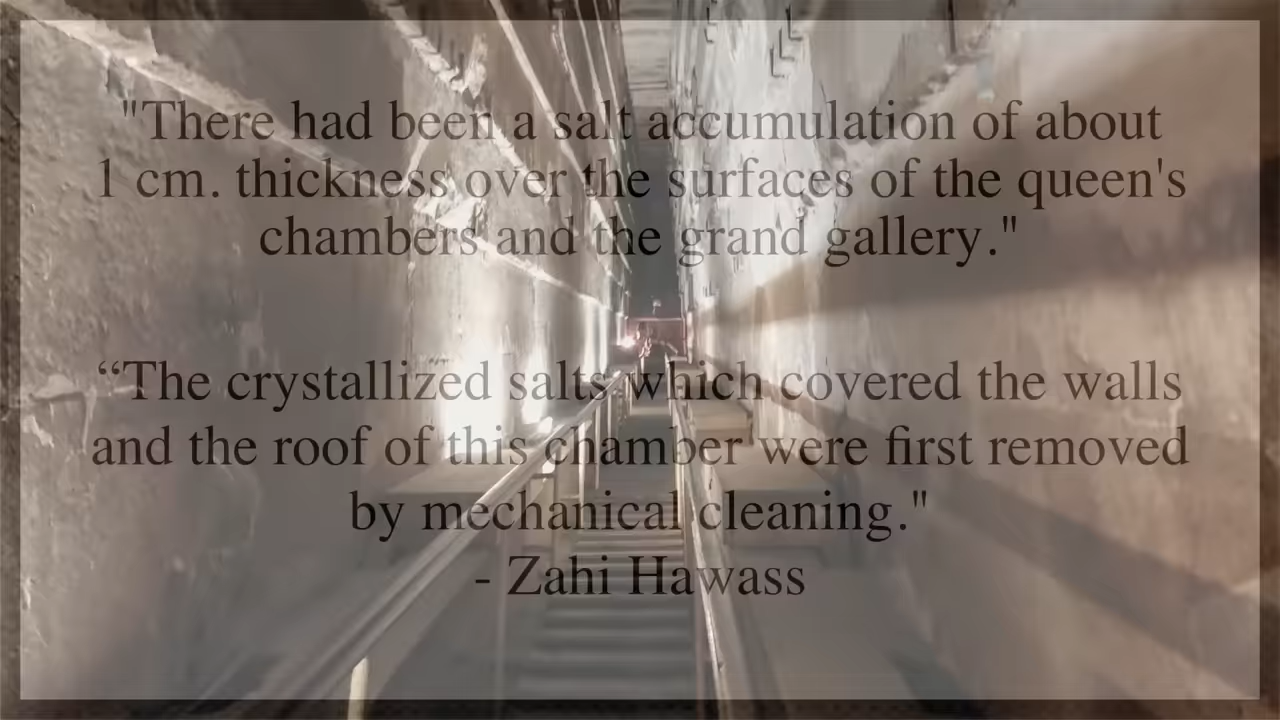 "There had been a salt accumulation of about
1 cm. thickness over the surfaces of the queen's
chambers and the grand gallery."
“The crystallized salts which covered the walls
and the roof of this chamber were first removed
by mechanical cleaning."
- Zahi Hawass